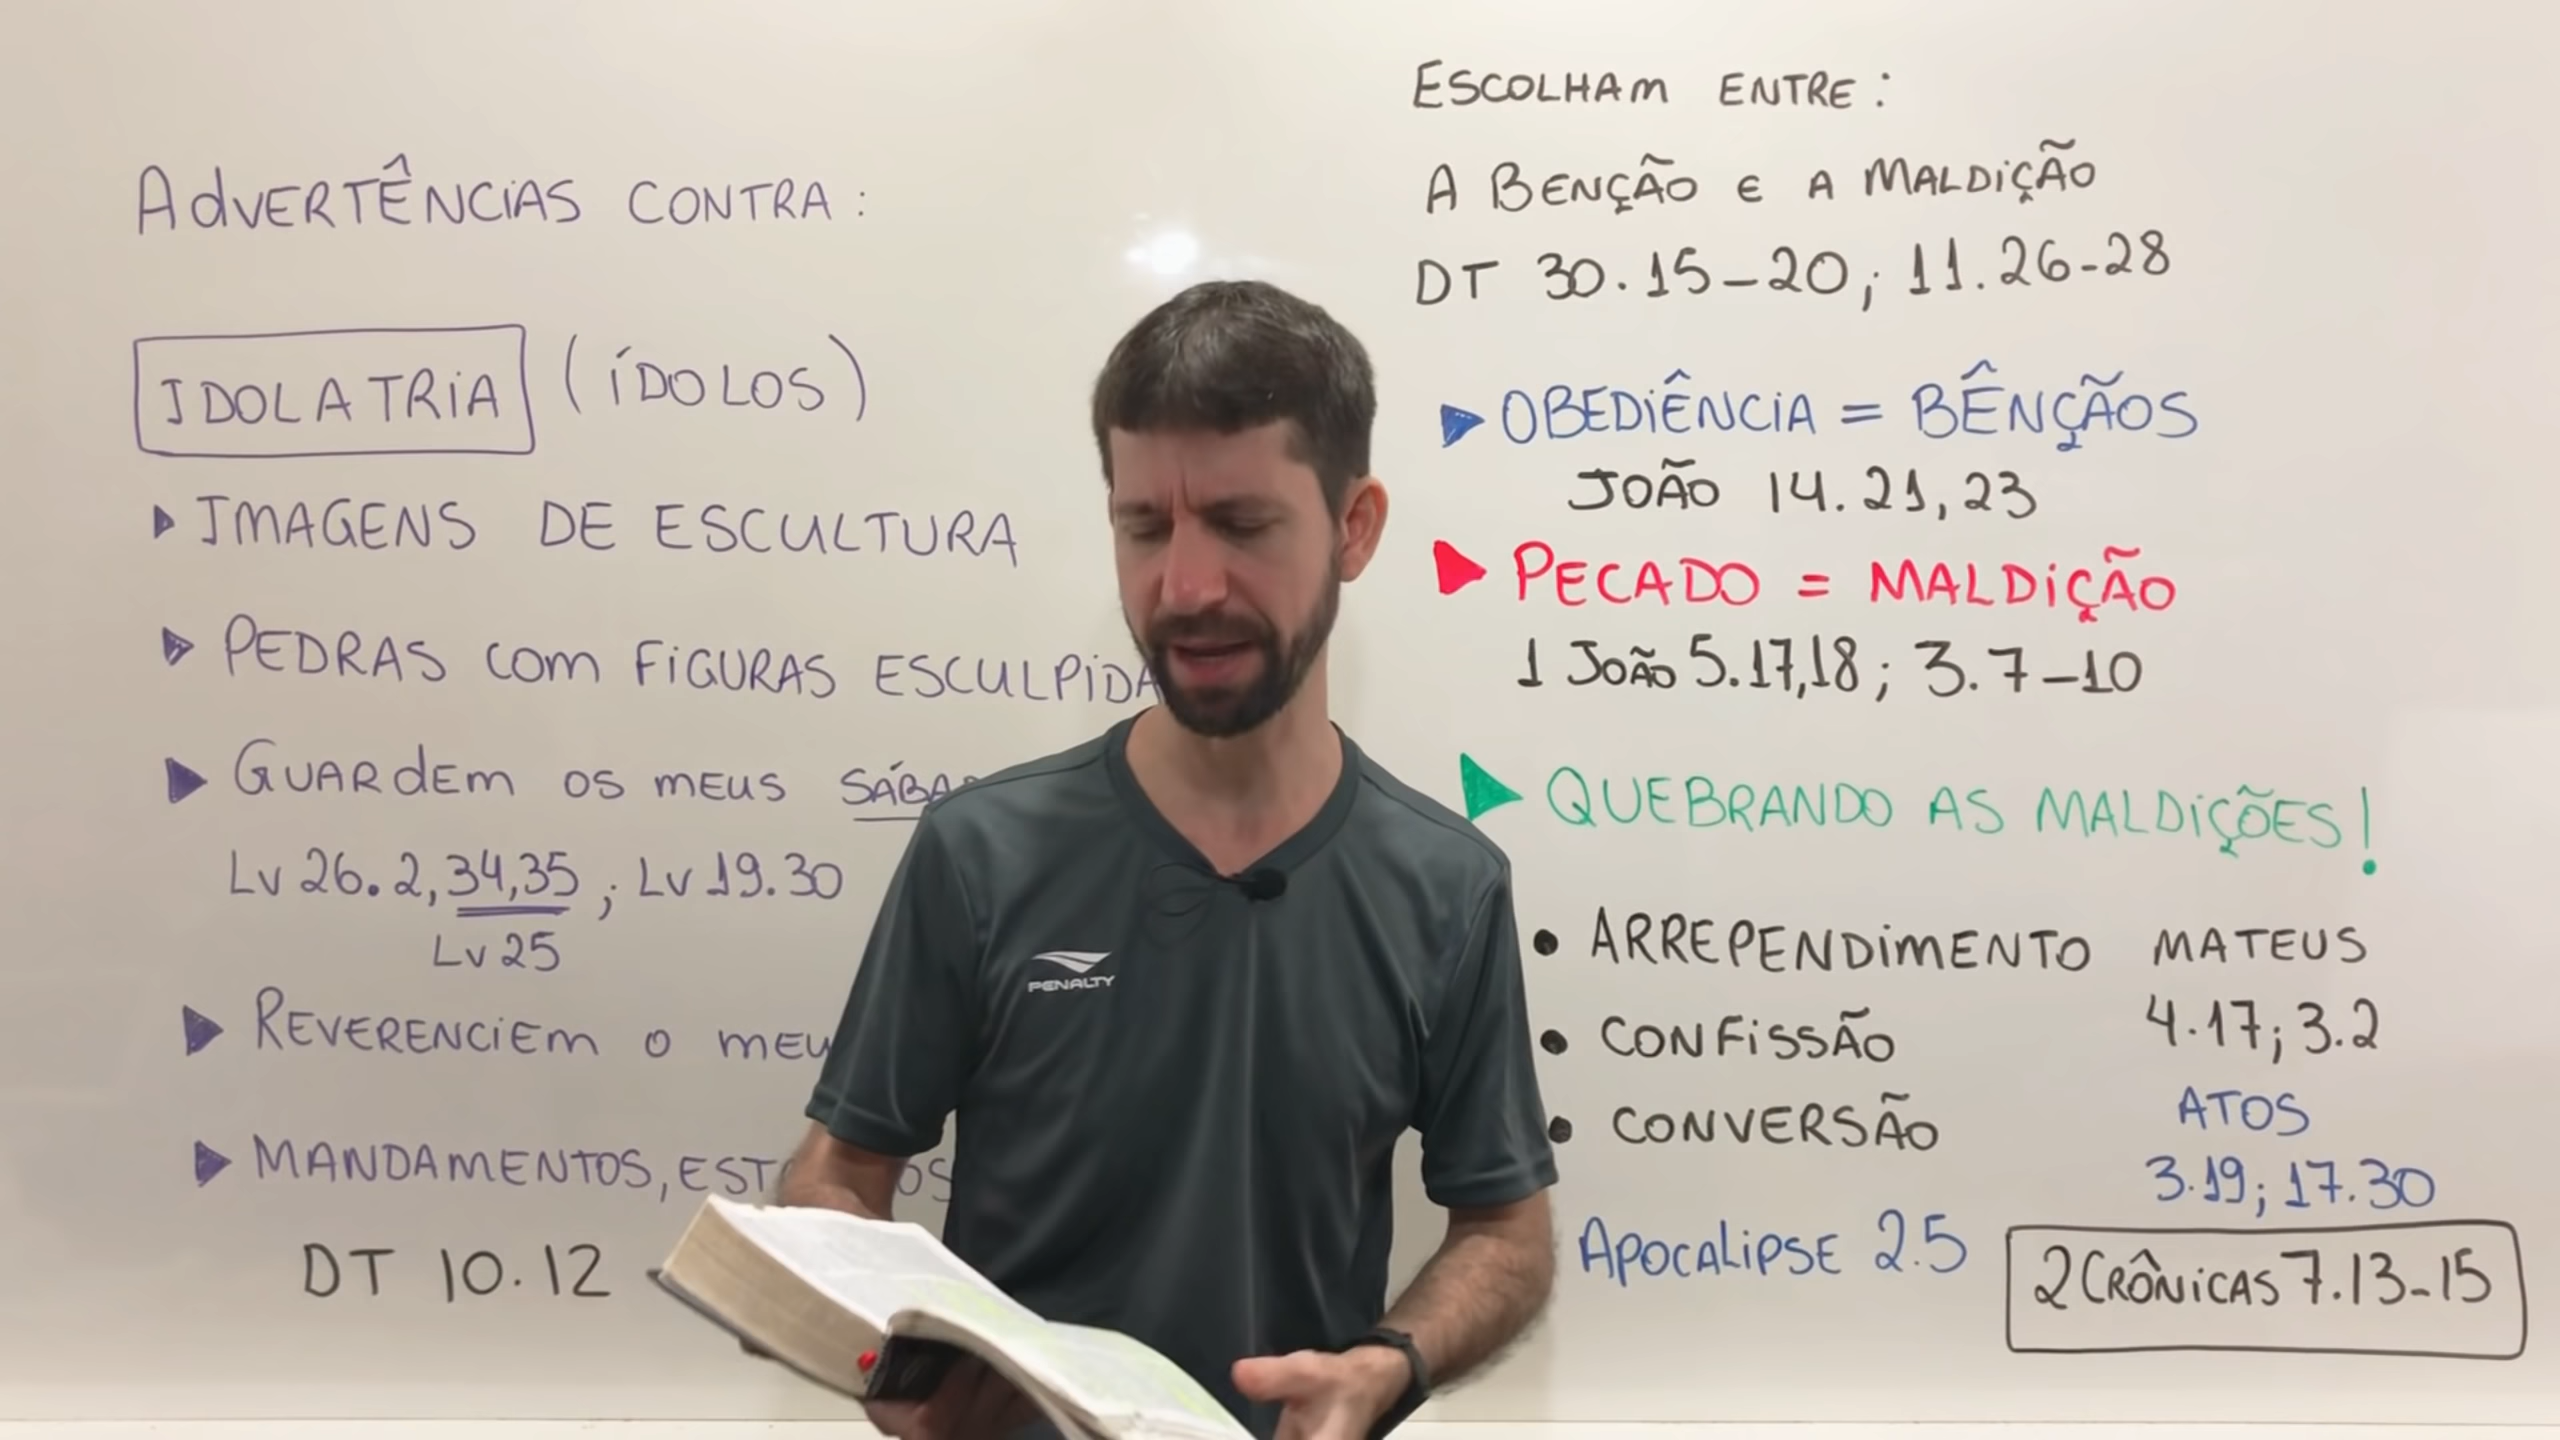 ADVERTÊNCIAS CONTRA:
IDOLATRIA (ÍDOLOS)
IMAGENS DE ESCULTURA
PEDRAS COM FIGURAS
GUARDEM OS MEUS
Lv 26.2,34,35; Lv 19.30
Lv 25
REVERENCIEM O MEU
MANDAMENTOS,
DT 10.12
PENALTY
ESCOLHAM ENTRE:
A BENÇÃO E A MALDIÇÃO
DT 30.15-20; 11.26-28
OBEDIÊNCIA = BÊNÇÃOS
JOÃO 14.21,23
PECADO = MALDIÇÃO
1 JOÃO 5.17,18; 3.7-10
QUEBRANDO AS MALDIÇÕES!
• ARREPENDIMENTO
• CONFISSÃO
• CONVERSÃO
MATEUS
4.17; 3.2
ATOS
3.19; 17.30
APOCALIPSE 2.5
2 CRÔNICAS 7.13-15